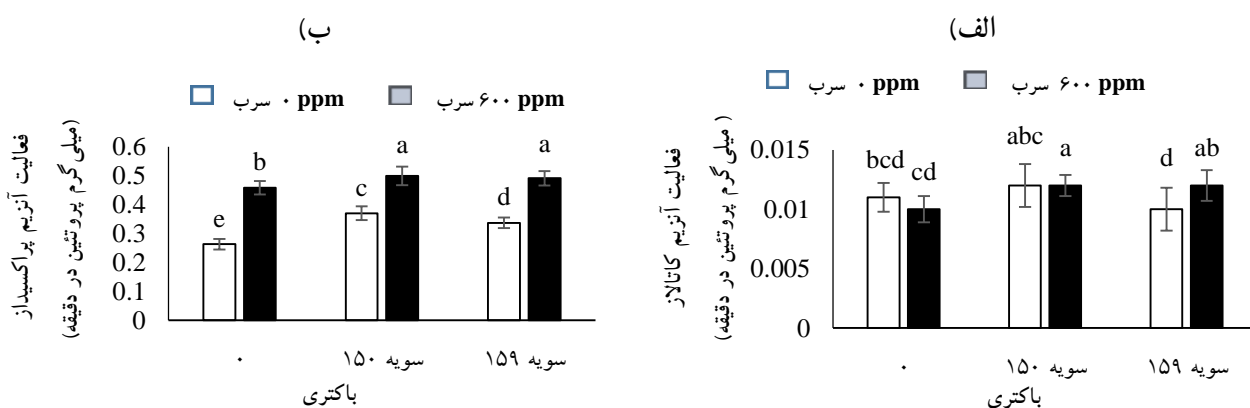 الف)
۰ ppm سرب
۶۰۰ ppm سرب
فعالیت آنزیم کاتالاز
(میلی گرم پروتئین در دقیقه)
0.015
0.01
0.005
0
bcd
cd
abc
a
d
ab
۰
سویه ۱۵۰
سویه ۱۵۹
باکتری
ب)
۰ ppm سرب
۶۰۰ ppm سرب
فعالیت آنزیم پراکسیداز
(میلی گرم پروتئین در دقیقه)
0.6
0.5
0.4
0.3
0.2
0.1
0
e
b
c
a
d
a
۰
سویه ۱۵۰
سویه ۱۵۹
باکتری